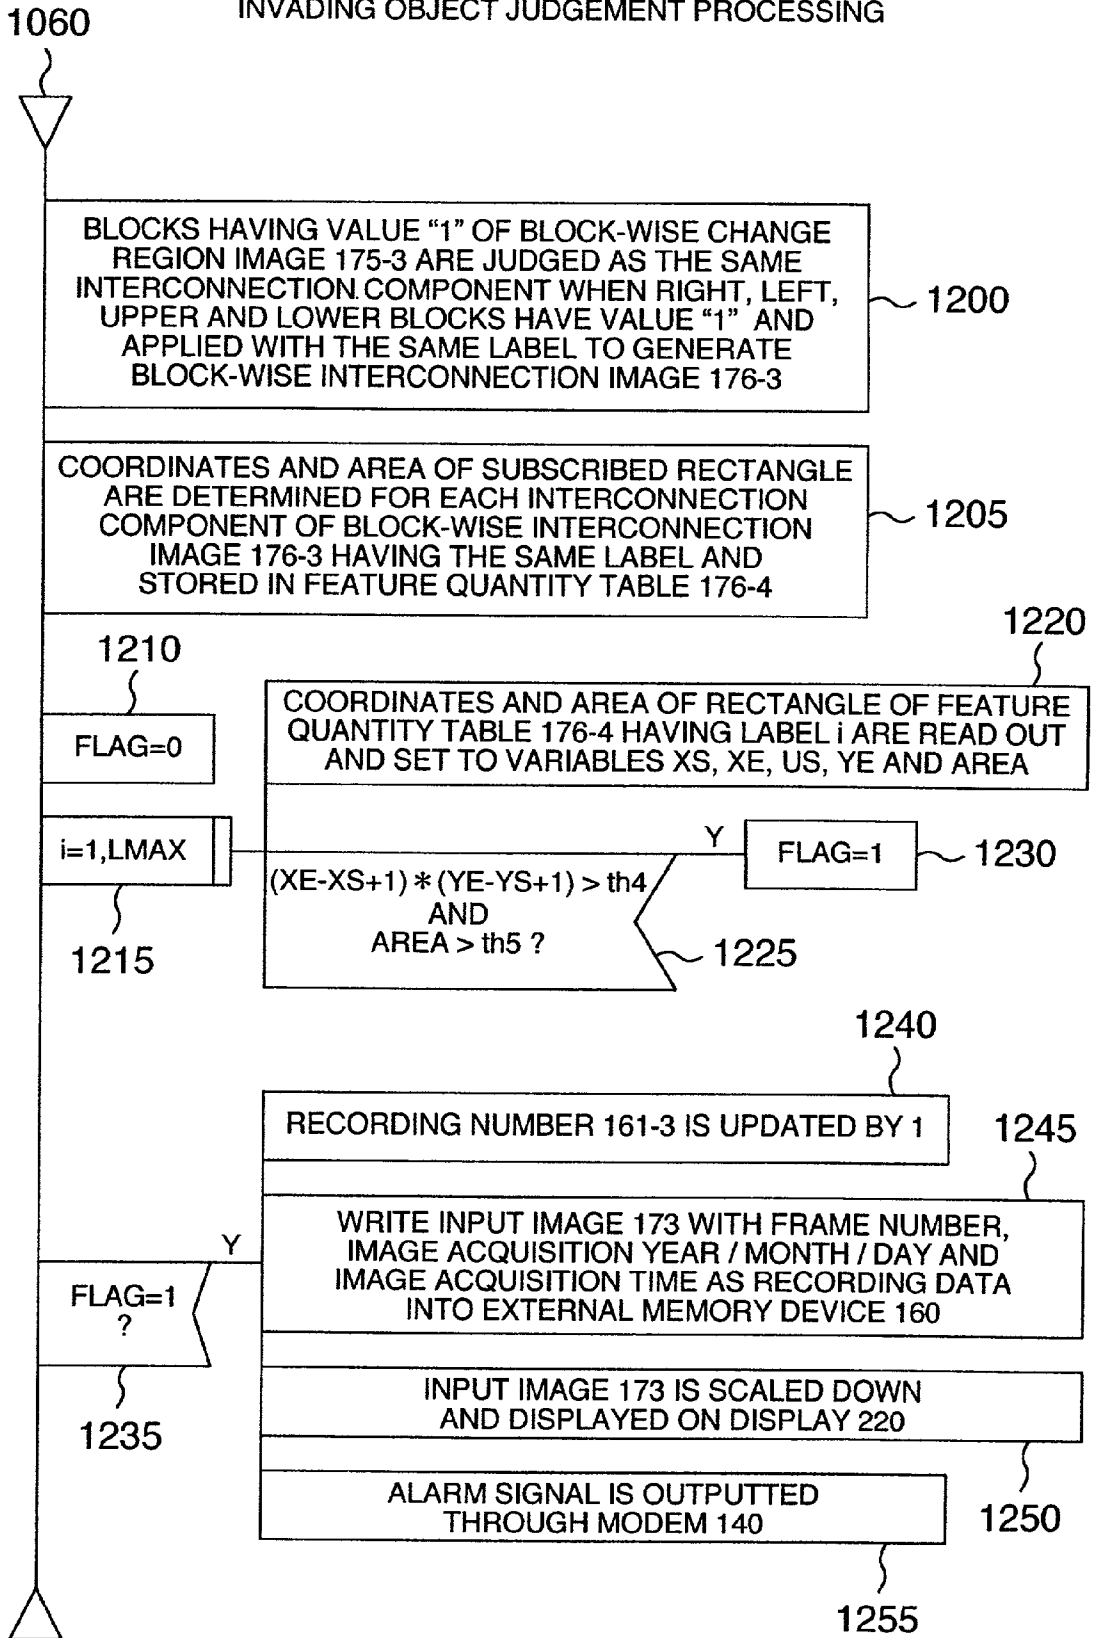 INVADING OBJECT JUDGEMENT PROCESSING
1060
BLOCKS HAVING VALUE “1” OF BLOCK-WISE CHANGE
REGION IMAGE 175-3 ARE JUDGED AS THE SAME
INTERCONNECTION.COMPONENT WHEN RIGHT, LEFT,
UPPER AND LOWER BLOCKS HAVE VALUE “1” AND
APPLIED WITH THE SAME LABEL TO GENERATE
BLOCK-WISE INTERCONNECTION IMAGE 176-3
1200
COORDINATES AND AREA OF SUBSCRIBED RECTANGLE
ARE DETERMINED FOR EACH INTERCONNECTION
COMPONENT OF BLOCK-WISE INTERCONNECTION
IMAGE 176-3 HAVING THE SAME LABEL AND
STORED IN FEATURE QUANTITY TABLE 176-4
1205
1210
FLAG=0
1220
COORDINATES AND AREA OF RECTANGLE OF FEATURE
QUANTITY TABLE 176-4 HAVING LABEL i ARE READ OUT
AND SET TO VARIABLES XS, XE, US, YE AND AREA
i=1,LMAX
1215
(XE-XS+1)*(YE-YS+1) > th4
AND
AREA > th5 ?
1225
Y
FLAG=1
1230
1240
RECORDING NUMBER 161-3 IS UPDATED BY 1
1245
WRITE INPUT IMAGE 173 WITH FRAME NUMBER,
IMAGE ACQUISITION YEAR / MONTH / DAY AND
IMAGE ACQUISITION TIME AS RECORDING DATA
INTO EXTERNAL MEMORY DEVICE 160
Y
FLAG=1
?
1235
INPUT IMAGE 173 IS SCALED DOWN
AND DISPLAYED ON DISPLAY 220
1250
ALARM SIGNAL IS OUTPUTTED
THROUGH MODEM 140
1255